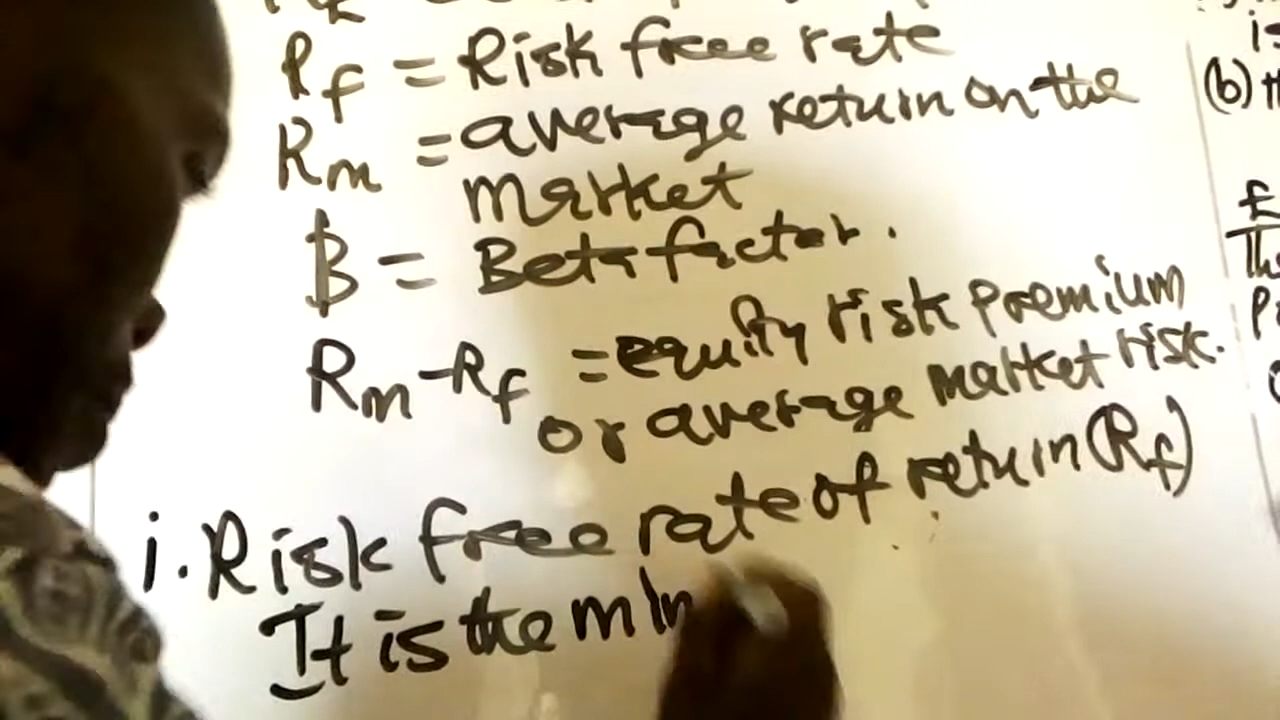 Rf = Risk free rate
Rm = average return on the
market
β = Beta factor.
Rm-Rf = equity risk premium
or average market risk.
i. Risk free rate of return (Rf)
It is the min
(b)